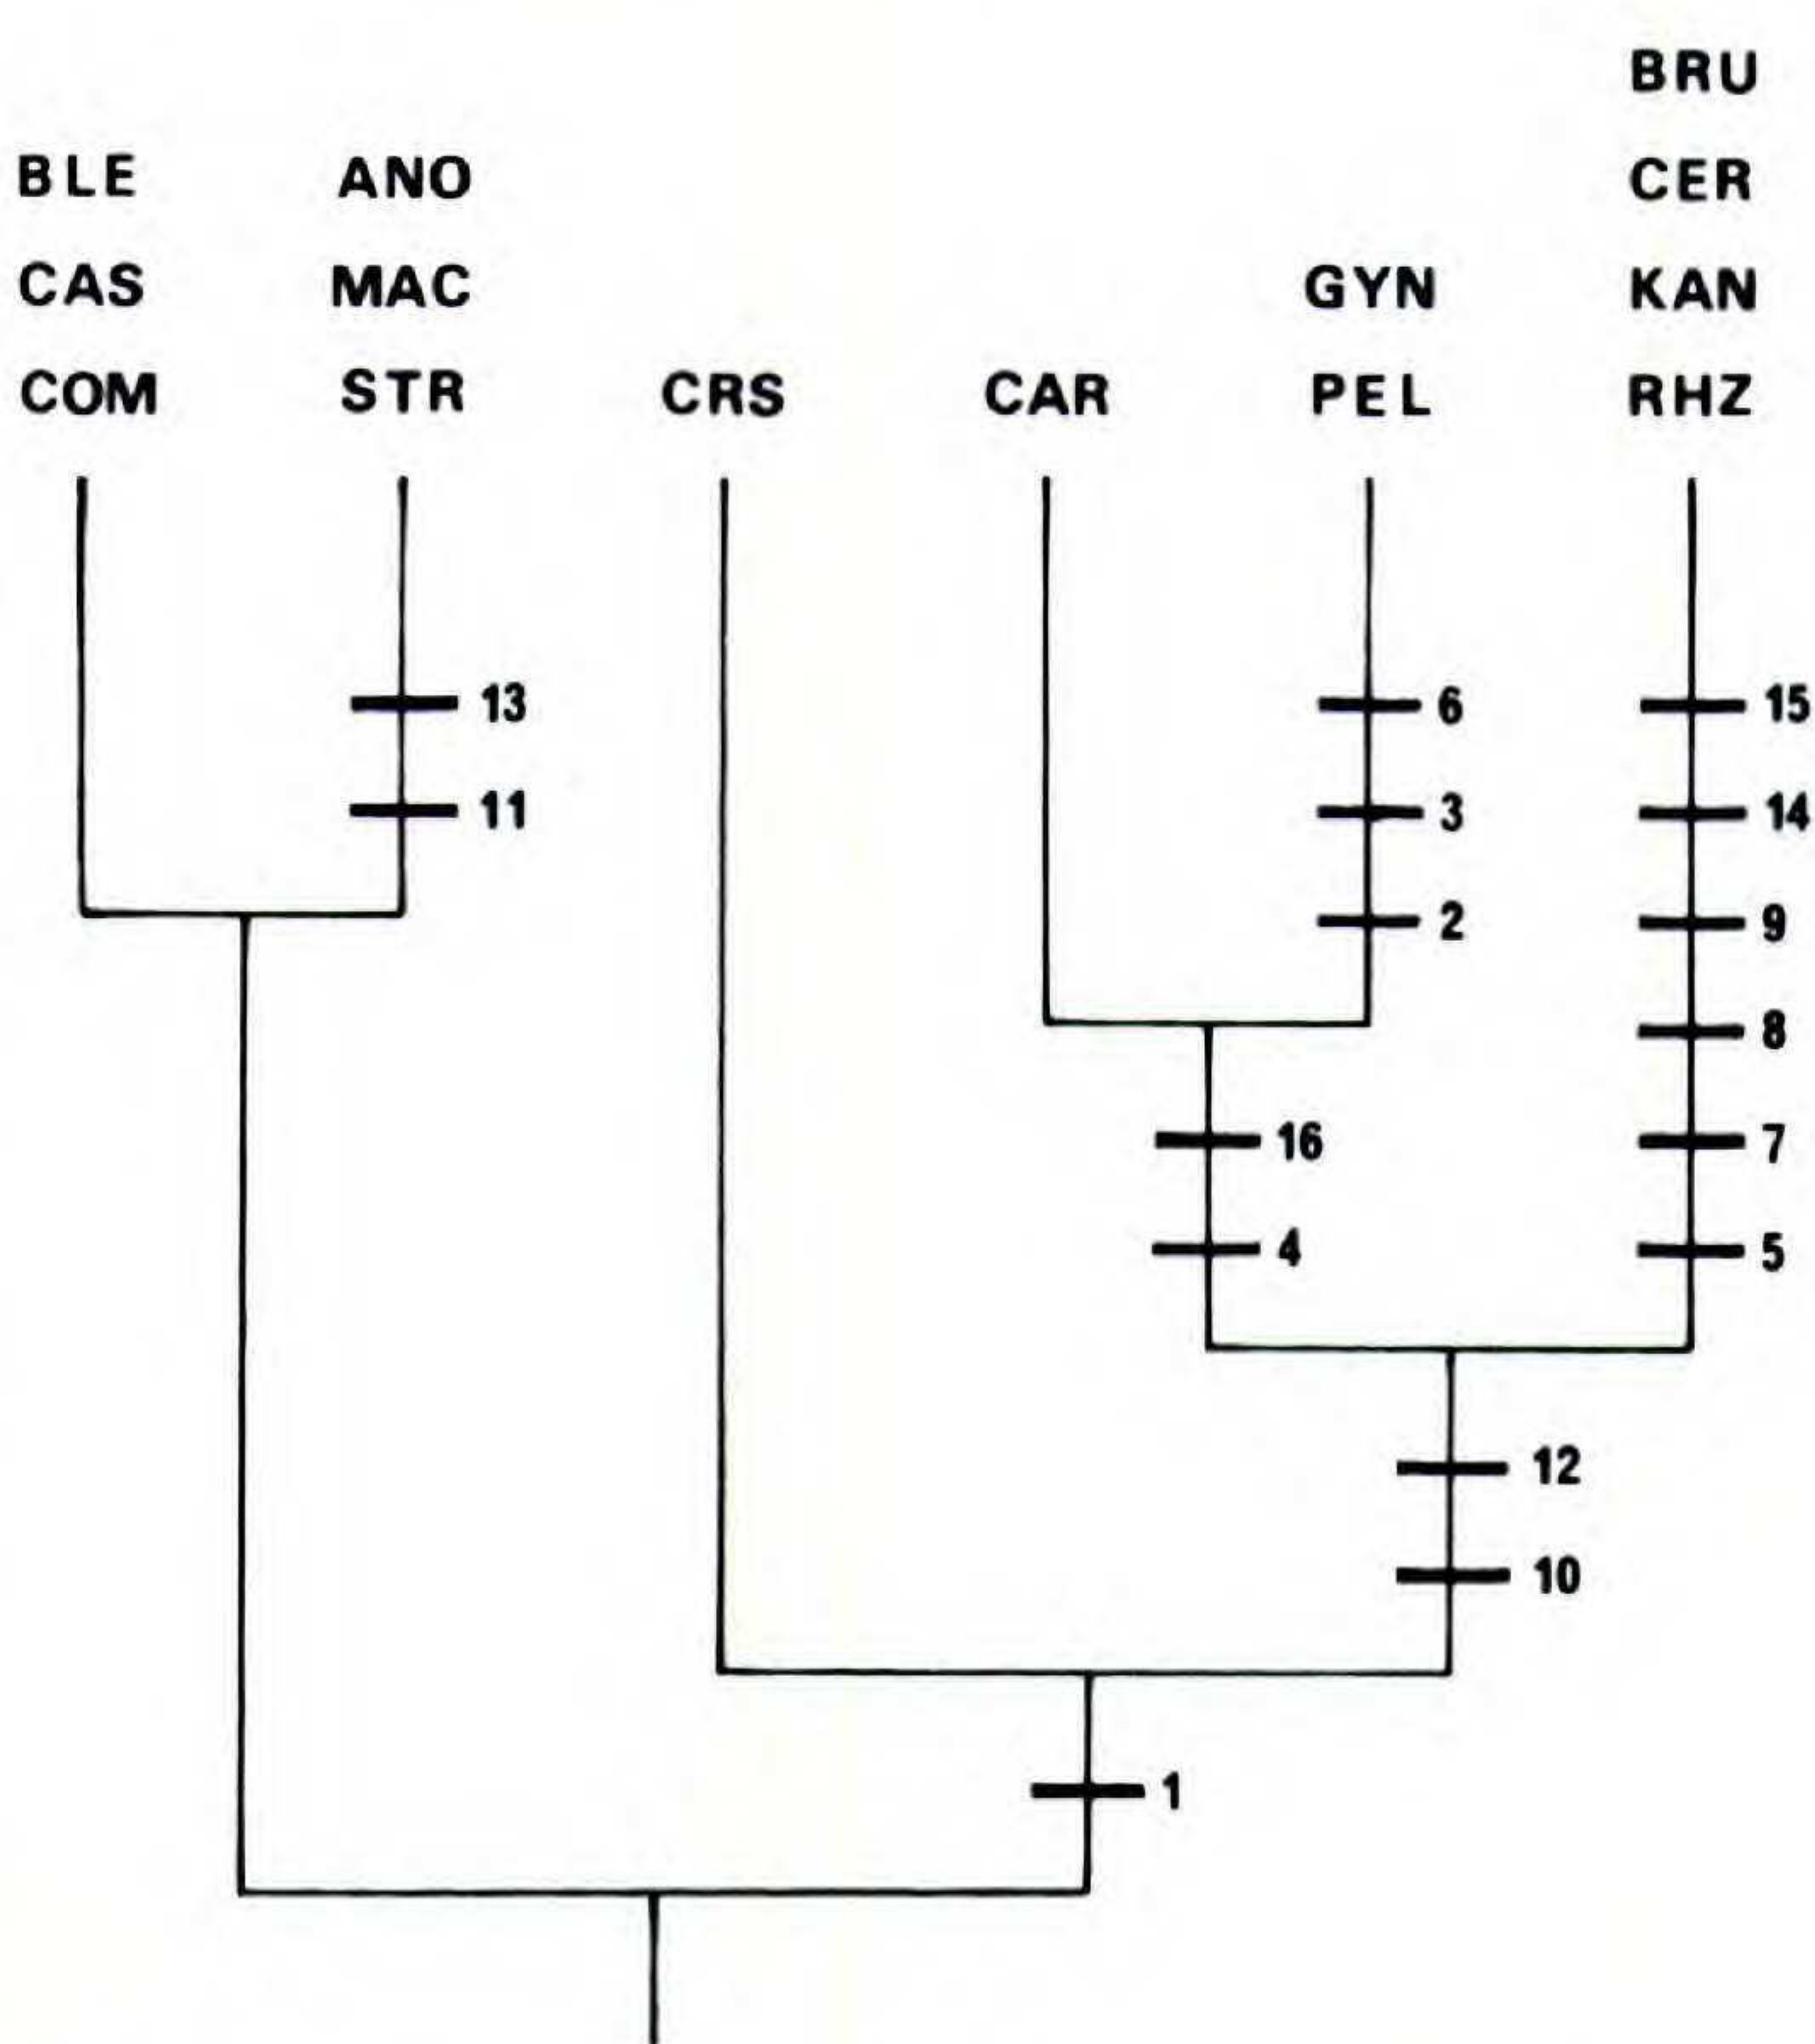 BRU
BLE ANO CER
CAS MAC GYN KAN
COM STR CRS CAR PEL RHZ
13 6 15
11 3 14
2 9
8
16 7
4 5
12
10
1